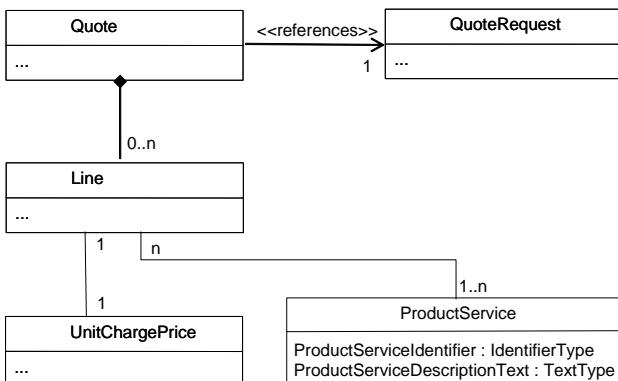 Quote
...
<<references>>
1
QuoteRequest
...
0..n
Line
...
1
n
1
1..n
UnitChargePrice
...
ProductService
ProductServiceIdentifier : IdentifierType
ProductServiceDescriptionText : TextType